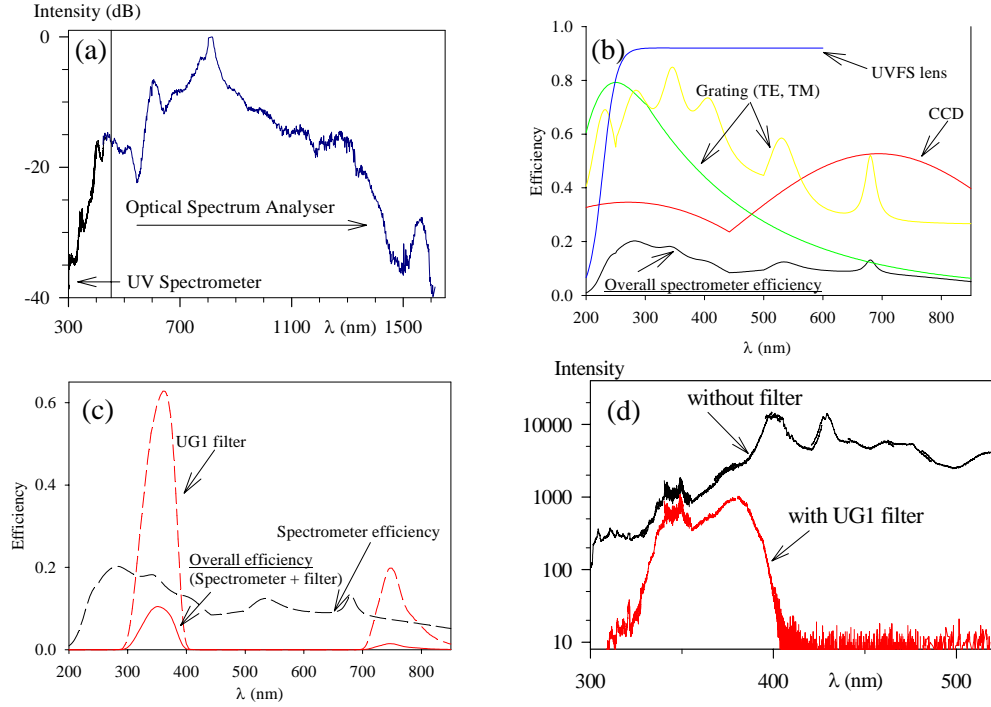 Intensity (dB)
(a)
0
-20
-40
Optical Spectrum Analyser
UV Spectrometer
300 700 1100 λ (nm) 1500
(b)
1.0
0.8
0.6
0.4
0.2
0.0
Efficiency
UVFS lens
Grating (TE, TM)
CCD
Overall spectrometer efficiency
200 300 400 500 600 700 800
λ (nm)
(c)
0.6
0.4
0.2
0.0
Efficiency
UG1 filter
Spectrometer efficiency
Overall efficiency
(Spectrometer + filter)
200 300 400 500 600 700 800
λ (nm)
Intensity
(d)
10000
1000
100
10
without filter
with UG1 filter
300 400 λ (nm) 500